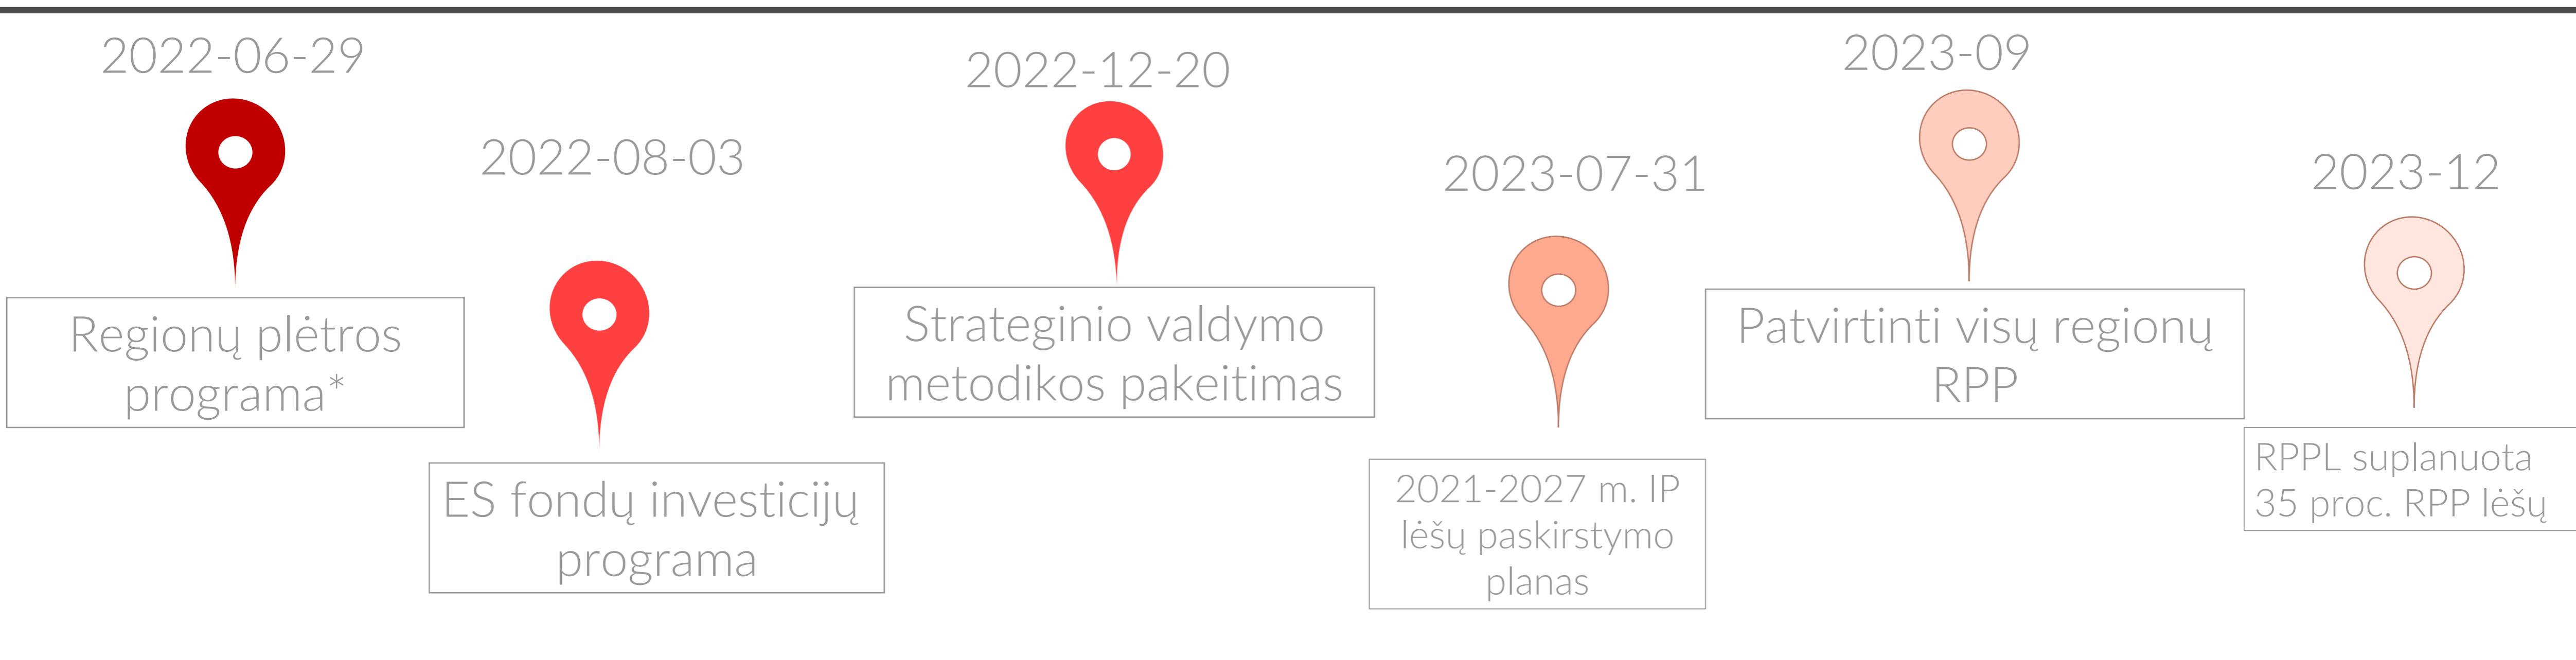 2022-06-29
Regionų plėtros
programa*
2022-08-03
ES fondų investicijų
programa
2022-12-20
Strateginio valdymo
metodikos pakeitimas
2023-07-31
2021-2027 m. IP
lėšų paskirstymo
planas
2023-09
Patvirtinti visų regionų
RPP
2023-12
RPPL suplanuota
35 proc. RPP lėšų